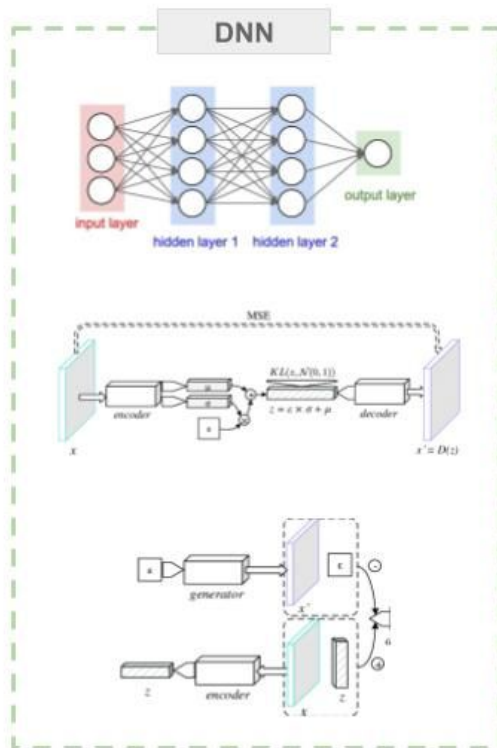 DNN
input layer
hidden layer 1
hidden layer 2
output layer
MSE
KL(z,N(0,1))
μ
σ
ε
encoder
z = ε × σ + μ
decoder
x
x' = D(z)
ε
generator
x'
ε
-
z
encoder
x
z
+